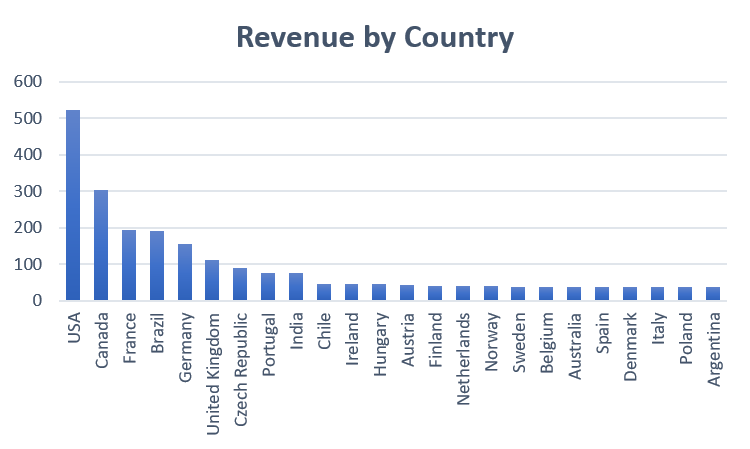 Revenue by Country
600
500
400
300
200
100
0
USA
Canada
France
Brazil
Germany
United Kingdom
Czech Republic
Portugal
India
Chile
Ireland
Hungary
Austria
Finland
Netherlands
Norway
Sweden
Belgium
Australia
Spain
Denmark
Italy
Poland
Argentina